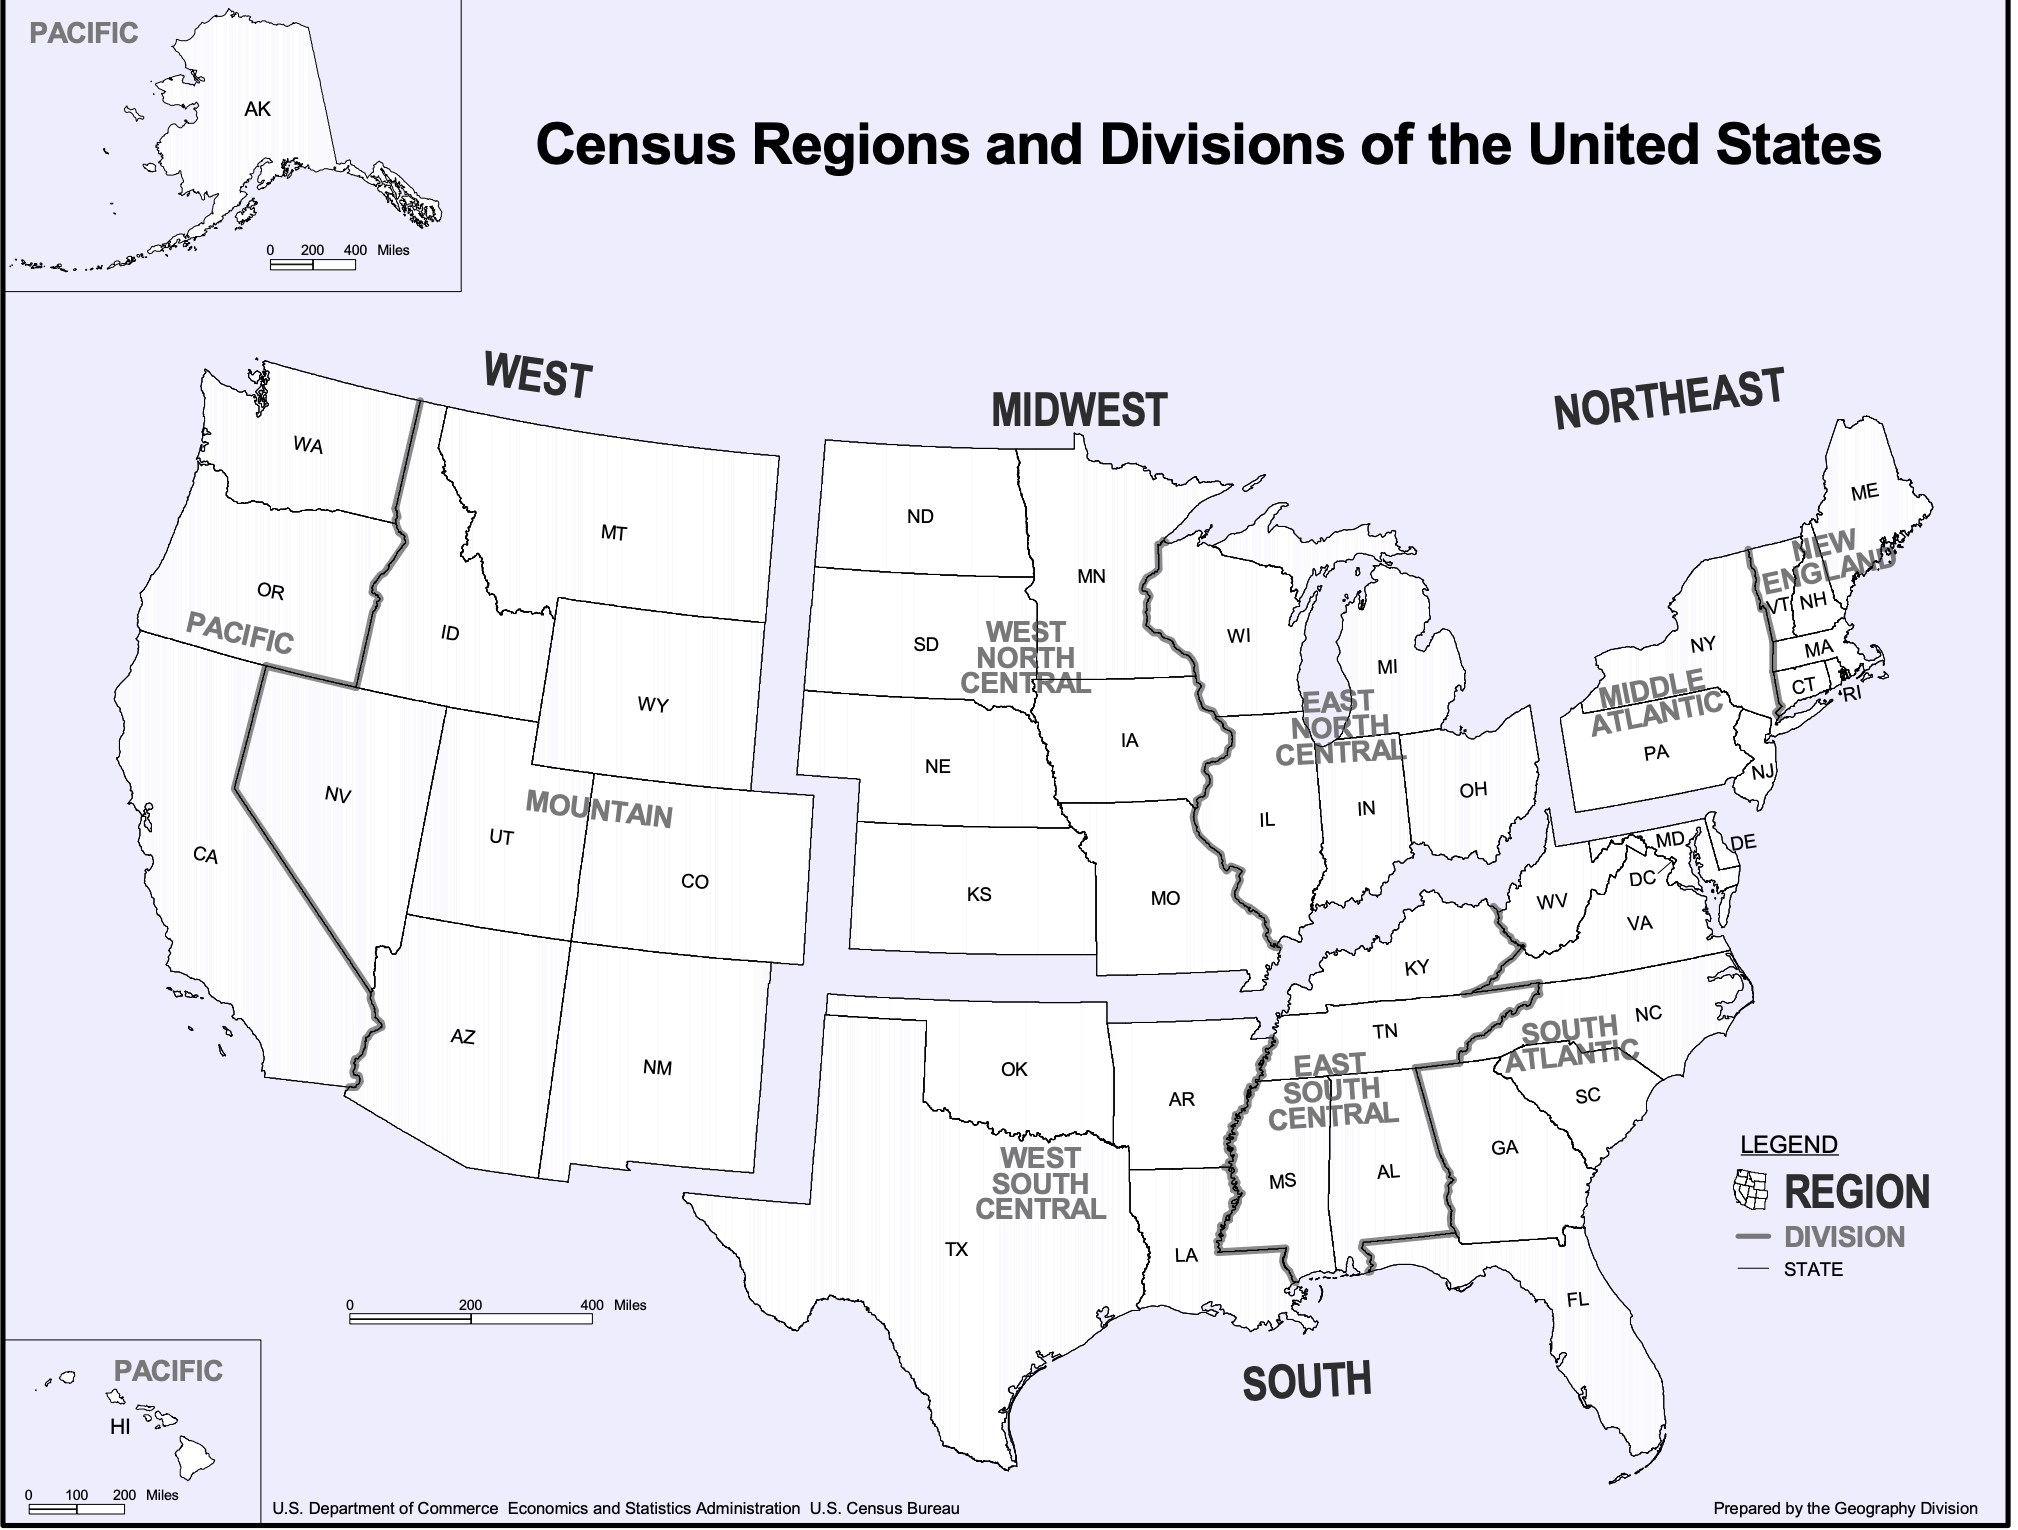 PACIFIC
AK
0 200 400 Miles
Census Regions and Divisions of the United States
WEST
MIDWEST
NORTHEAST
WA
MT
OR
PACIFIC
ID
WY
NV
MOUNTAIN
UT
CA
CO
AZ
NM
ND
MN
SD
WEST
NORTH
CENTRAL
NE
IA
KS
MO
WI
MI
EAST
NORTH
CENTRAL
IL
IN
OH
ME
NEW
ENGLAND
VT
NH
NY
MA
CT
RI
MIDDLE
ATLANTIC
PA
NJ
MD
DE
DC
WV
VA
KY
NC
TN
SOUTH
ATLANTIC
EAST
SOUTH
CENTRAL
SC
OK
AR
GA
MS
AL
WEST
SOUTH
CENTRAL
TX
LA
FL
LEGEND
REGION
DIVISION
STATE
0 200 400 Miles
SOUTH
PACIFIC
HI
0 100 200 Miles
U.S. Department of Commerce Economics and Statistics Administration U.S. Census Bureau
Prepared by the Geography Division